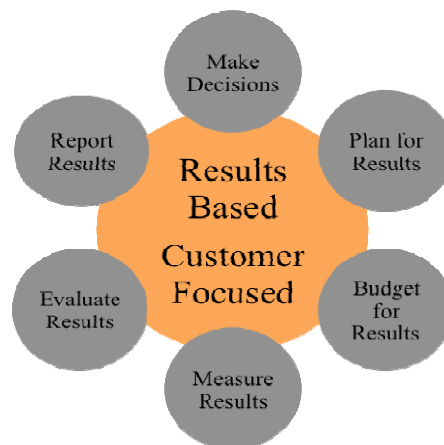 Make
Decisions
Plan for
Results
Budget
for
Results
Measure
Results
Evaluate
Results
Report
Results
Results
Based
Customer
Focused